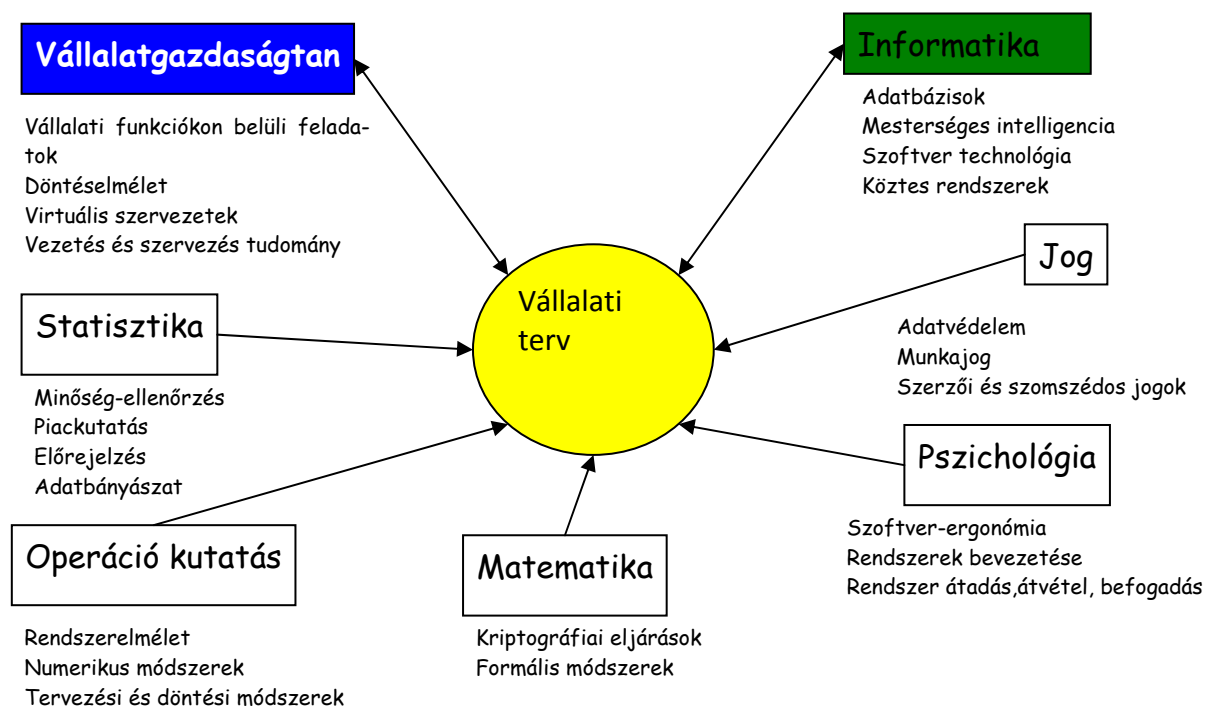 Vállalatgazdaságtan
Vállalati funkciókon belüli felada-
tok
Döntéselmélet
Virtuális szervezetek
Vezetés és szervezés tudomány
Informatika
Adatbázisok
Mesterséges intelligencia
Szoftver technológia
Köztes rendszerek
Vállalati
terv
Jog
Adatvédelem
Munkajog
Szerzői és szomszédos jogok
Statisztika
Minőség-ellenőrzés
Piackutatás
Előrejelzés
Adatbányászat
Pszichológia
Szoftver-ergonómia
Rendszerek bevezetése
Rendszer átadás,átvétel, befogadás
Operáció kutatás
Rendszerelmélet
Numerikus módszerek
Tervezési és döntési módszerek
Matematika
Kriptográfiai eljárások
Formális módszerek